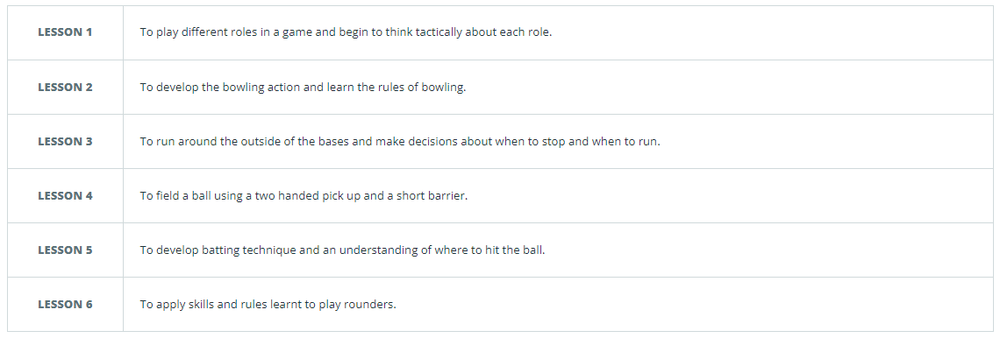 LESSON 1 To play different roles in a game and begin to think tactically about each role.
LESSON 2 To develop the bowling action and learn the rules of bowling.
LESSON 3 To run around the outside of the bases and make decisions about when to stop and when to run.
LESSON 4 To field a ball using a two handed pick up and a short barrier.
LESSON 5 To develop batting technique and an understanding of where to hit the ball.
LESSON 6 To apply skills and rules learnt to play rounders.